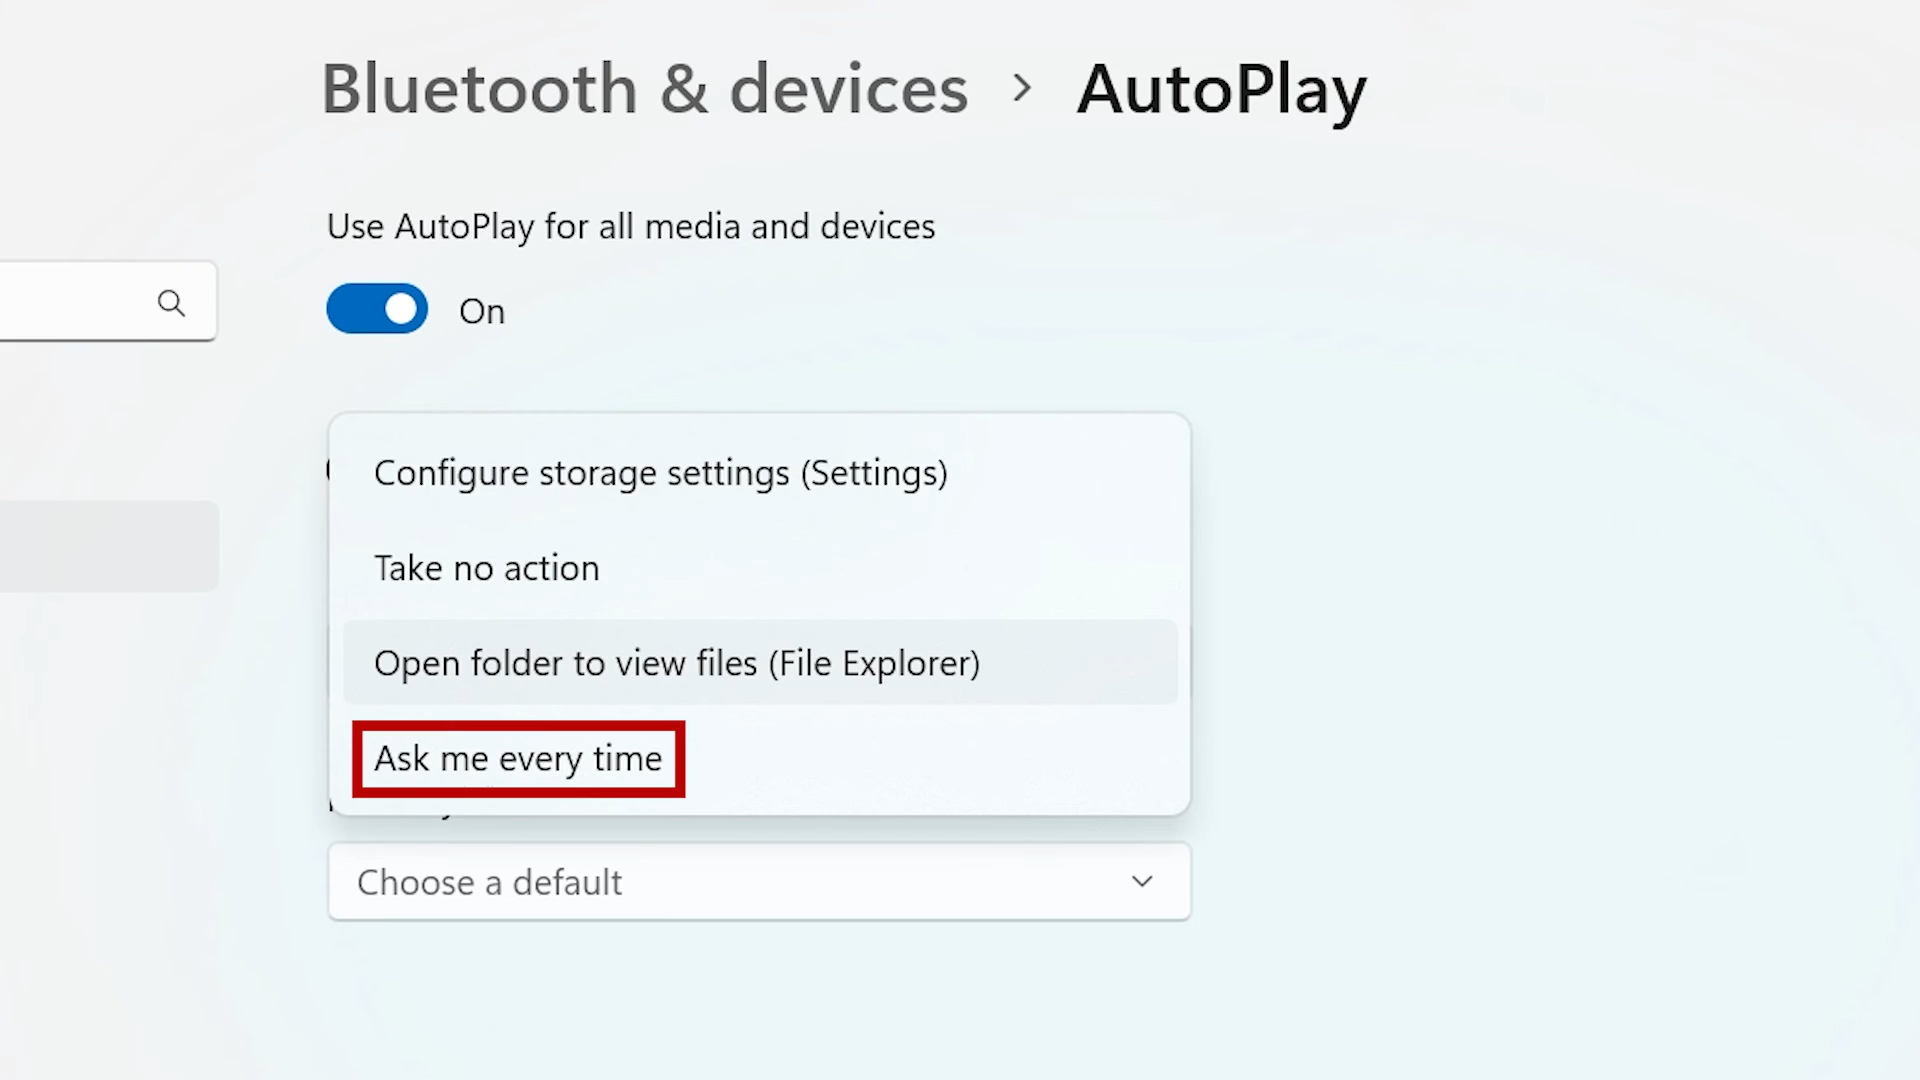 Bluetooth & devices > AutoPlay
Use AutoPlay for all media and devices
On
Configure storage settings (Settings)
Take no action
Open folder to view files (File Explorer)
Ask me every time
Choose a default